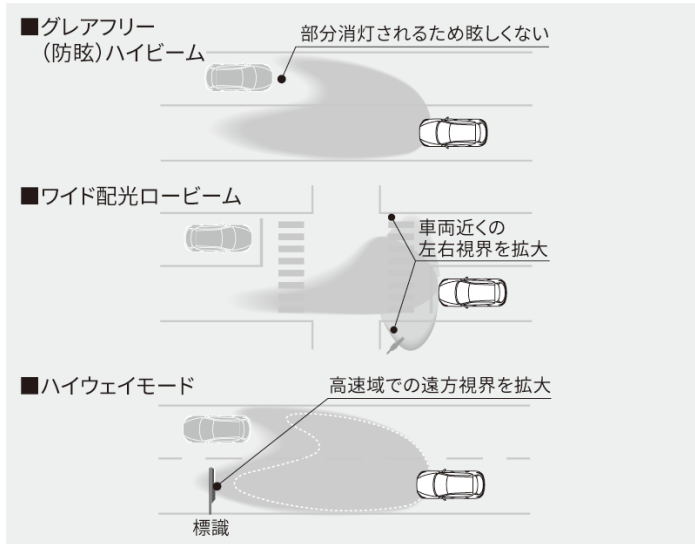 ■グレアフリー
（防眩）ハイビーム
部分消灯されるため眩しくない
■ワイド配光ロービーム
車両近くの
左右視界を拡大
■ハイウェイモード
高速域での遠方視界を拡大
標識